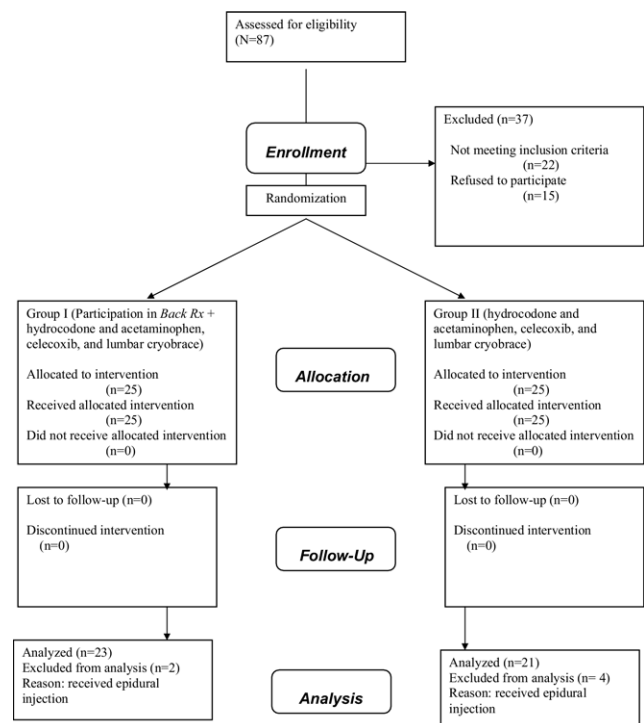 Assessed for eligibility
(N=87)
Excluded (n=37)
Not meeting inclusion criteria
(n=22)
Refused to participate
(n=15)
Enrollment
Randomization
Group I (Participation in Back Rx +
hydrocodone and acetaminophen,
celecoxib, and lumbar cryobrace)
Allocated to intervention
(n=25)
Received allocated intervention
(n=25)
Did not receive allocated intervention
(n=0)
Allocation
Group II (hydrocodone and
acetaminophen, celecoxib, and
lumbar cryobrace)
Allocated to intervention
(n=25)
Received allocated intervention
(n=25)
Did not receive allocated intervention
(n=0)
Lost to follow-up (n=0)
Discontinued intervention
(n=0)
Follow-Up
Lost to follow-up (n=0)
Discontinued intervention
(n=0)
Analyzed (n=23)
Excluded from analysis (n=2)
Reason: received epidural
injection
Analysis
Analyzed (n=21)
Excluded from analysis (n= 4)
Reason: received epidural
injection